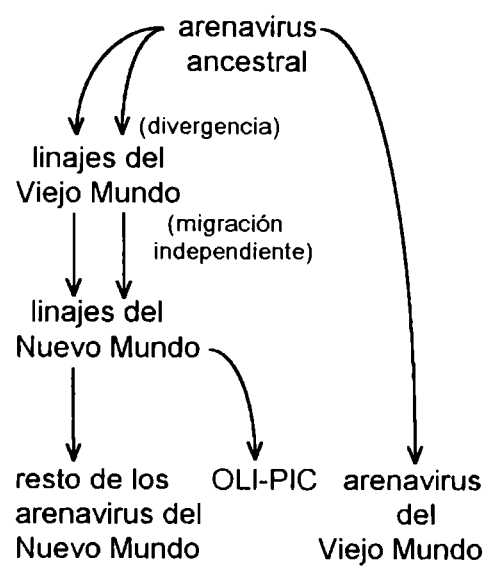 arenavirus
ancestral
(divergencia)
linajes del
Viejo Mundo
(migración
independiente)
linajes del
Nuevo Mundo
resto de los
arenavirus del
Nuevo Mundo
OLI-PIC
arenavirus
del
Viejo Mundo